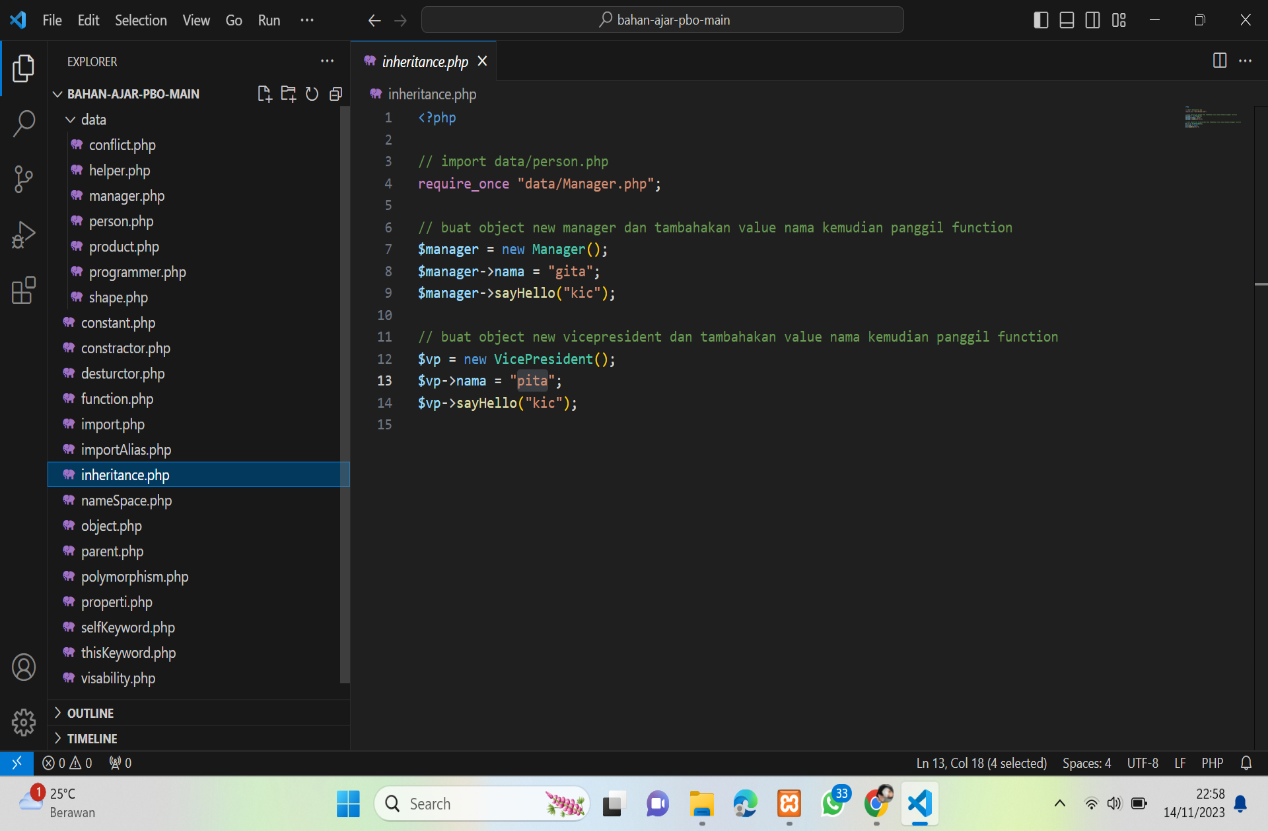 File Edit Selection View Go Run ···
bahan-ajar-pbo-main
EXPLORER
BAHAN-AJAR-PBO-MAIN
data
conflict.php
helper.php
manager.php
person.php
product.php
programmer.php
shape.php
constant.php
constractor.php
desturctor.php
function.php
import.php
importAlias.php
inheritance.php
nameSpace.php
object.php
parent.php
polymorphism.php
properti.php
selfKeyword.php
thisKeyword.php
visability.php
OUTLINE
TIMELINE
inheritance.php
inheritance.php
1 <?php
2
3 // import data/person.php
4 require_once "data/Manager.php";
5
6 // buat object new manager dan tambahakan value nama kemudian panggil function
7 $manager = new Manager();
8 $manager->nama = "gita";
9 $manager->sayHello("kic");
10
11 // buat object new vicepresident dan tambahakan value nama kemudian panggil function
12 $vp = new VicePresident();
13 $vp->nama = "pita";
14 $vp->sayHello("kic");
15
0 0 0 Ln 13, Col 18 (4 selected) Spaces: 4 UTF-8 LF PHP
1
25°C
Berawan
Search
33
22:58
14/11/2023